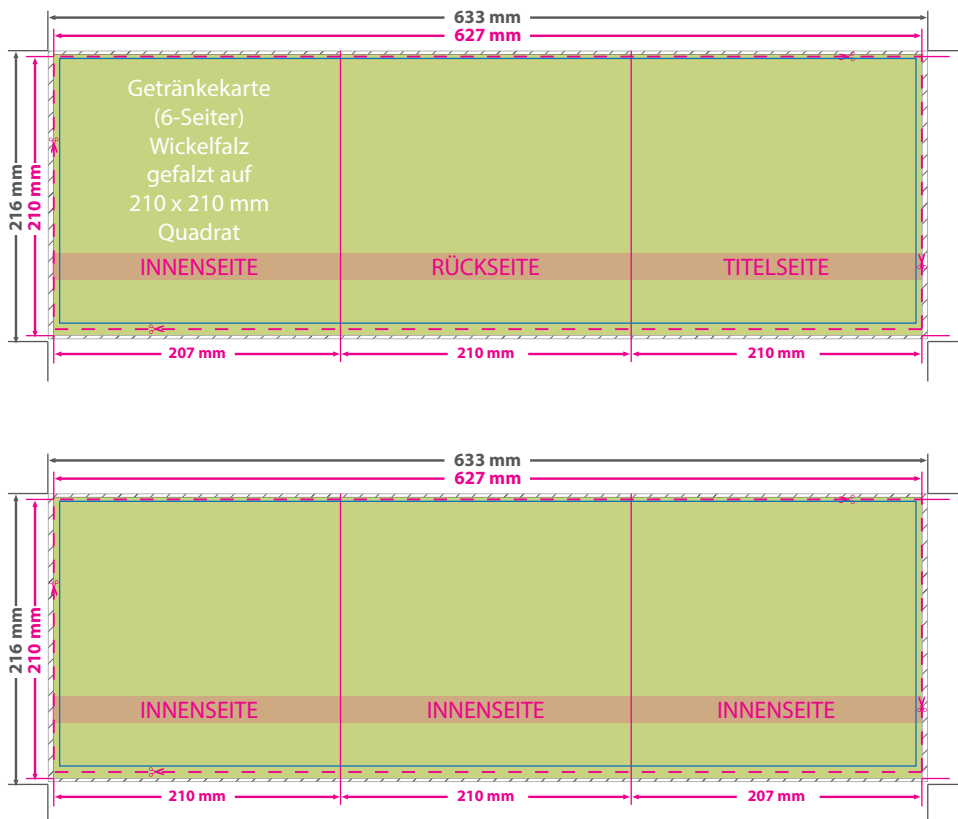 633 mm
627 mm
216 mm
210 mm
Getränkekarte
(6-Seiter)
Wickelfalz
gefalzt auf
210 x 210 mm
Quadrat
INNENSEITE
RÜCKSEITE
TITELSEITE
207 mm
210 mm
210 mm
633 mm
627 mm
216 mm
210 mm
INNENSEITE
INNENSEITE
INNENSEITE
210 mm
210 mm
207 mm